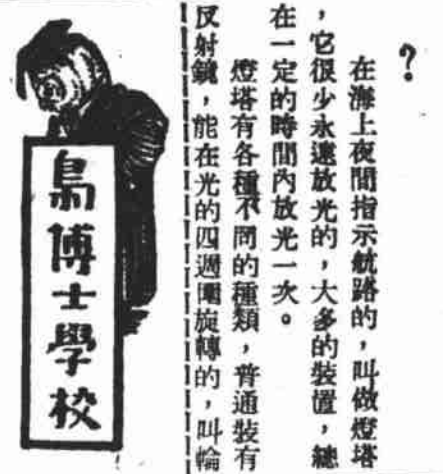 ?
在海上夜間指示航路的，叫做燈塔
，它很少永遠放光的，大多的裝置，總
在一定的時間內放光一次。
燈塔有各種不同的種類，普通裝有
反射鏡，能在光的四週圍旋轉的，叫輪
鳥博士學校